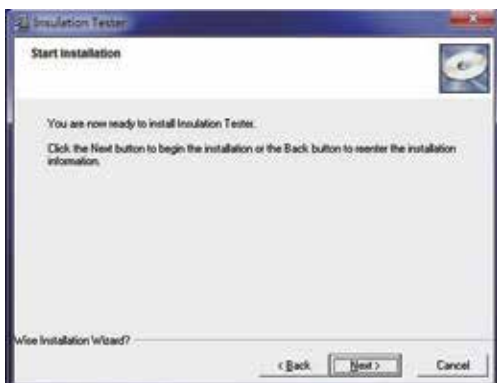 Insulation Tester
Start Installation
You are now ready to install Insulation Tester.
Click the Next button to begin the installation or the Back button to reenter the installation
information.
Wise Installation Wizard?
< Back
Next >
Cancel